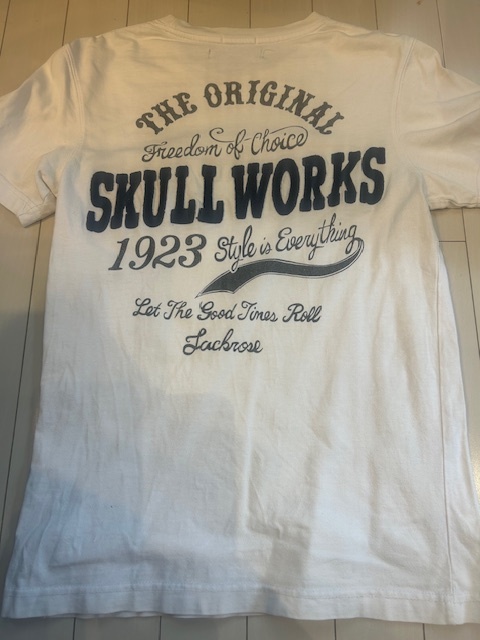 THE ORIGINAL
Freedom of Choice
SKULL WORKS
1923 Style is Everything
Let The Good Times Roll
Jackrose